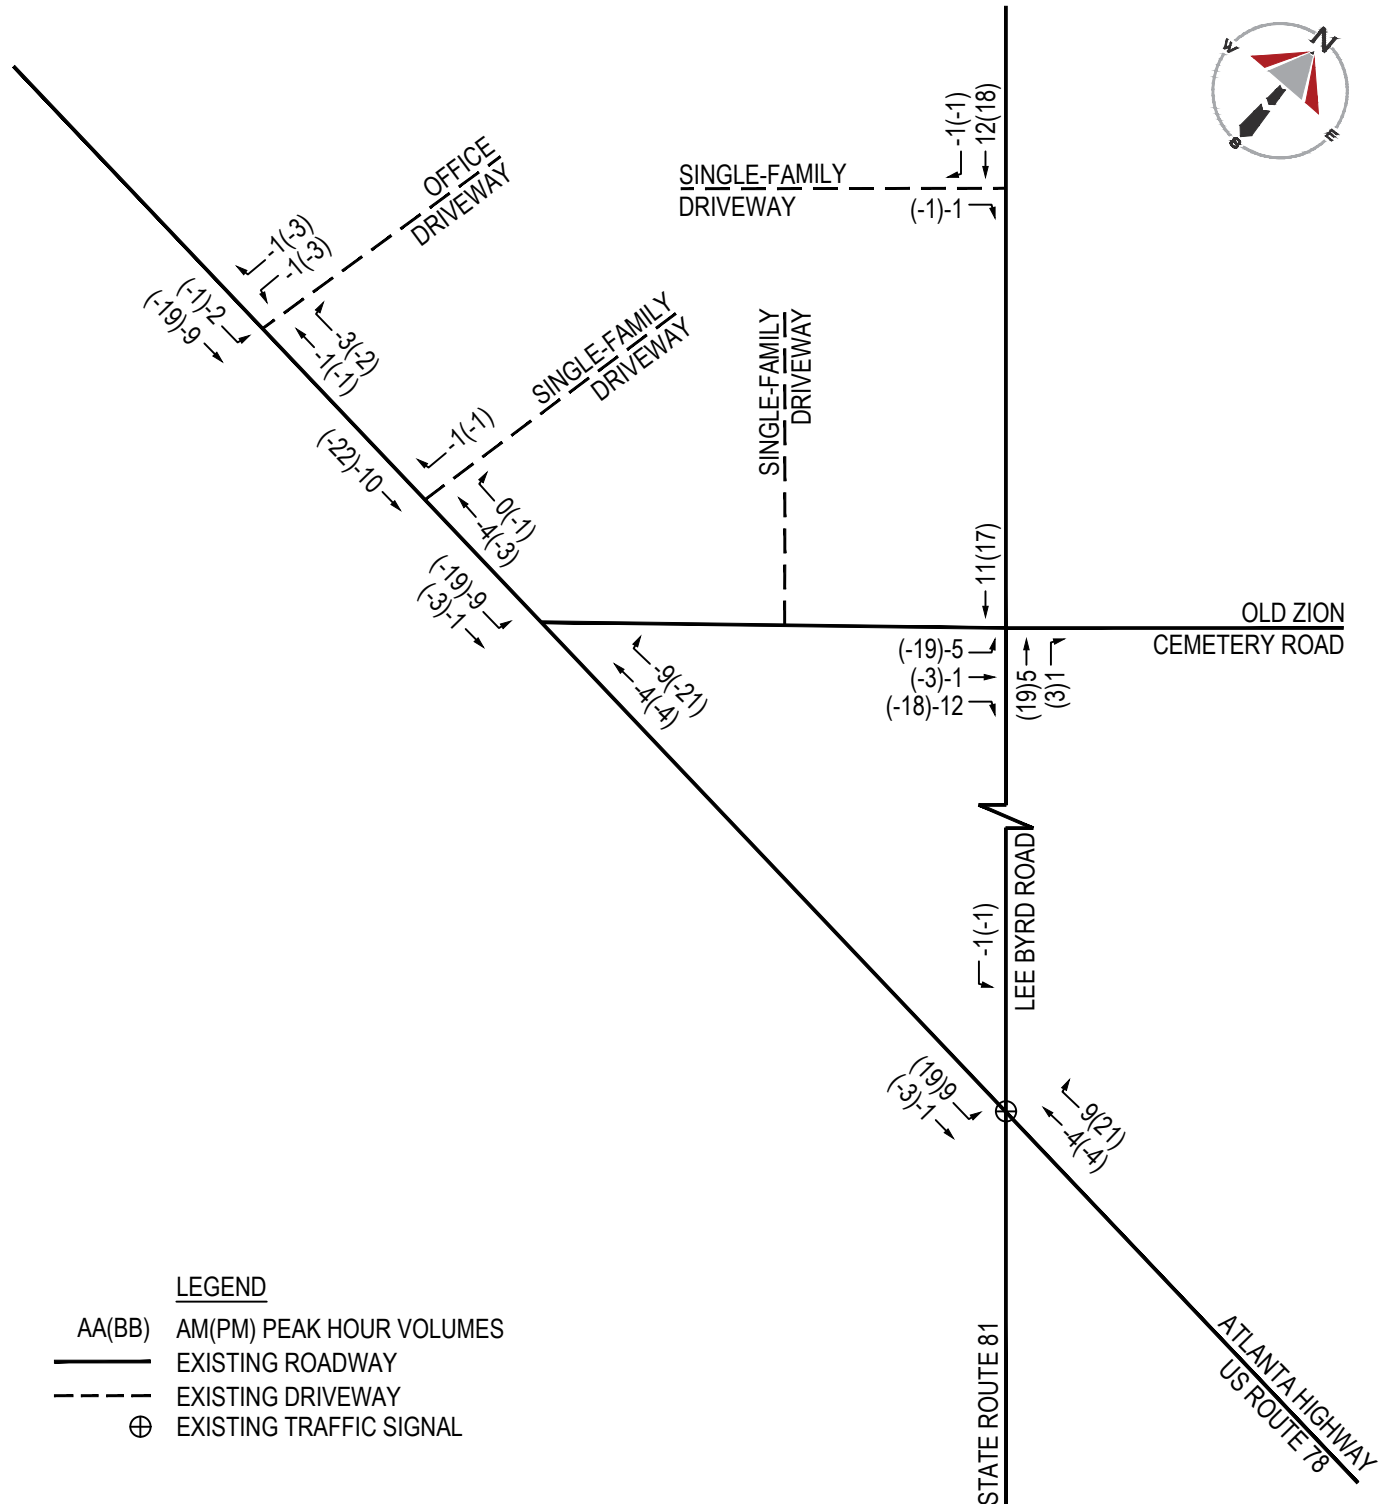 N
W
E
S
-1(-1)
12(18)
SINGLE-FAMILY
DRIVEWAY
(-1)-1
OFFICE
DRIVEWAY
-1(-3)
-1(-3)
(-1)-2
(-19)-9
-3(-2)
-1(-1)
SINGLE-FAMILY
DRIVEWAY
-1(-1)
(-22)-10
0(-1)
-4(-3)
SINGLE-FAMILY
DRIVEWAY
(-19)-9
(-3)-1
-9(-21)
-4(-4)
11(17)
OLD ZION
CEMETERY ROAD
(-19)-5
(-3)-1
(-18)-12
(19)5
(3)1
-1(-1)
LEE BYRD ROAD
(19)9
(-3)-1
9(21)
-4(-4)
LEGEND
AA(BB) AM(PM) PEAK HOUR VOLUMES
EXISTING ROADWAY
EXISTING DRIVEWAY
EXISTING TRAFFIC SIGNAL
STATE ROUTE 81
ATLANTA HIGHWAY
US ROUTE 78